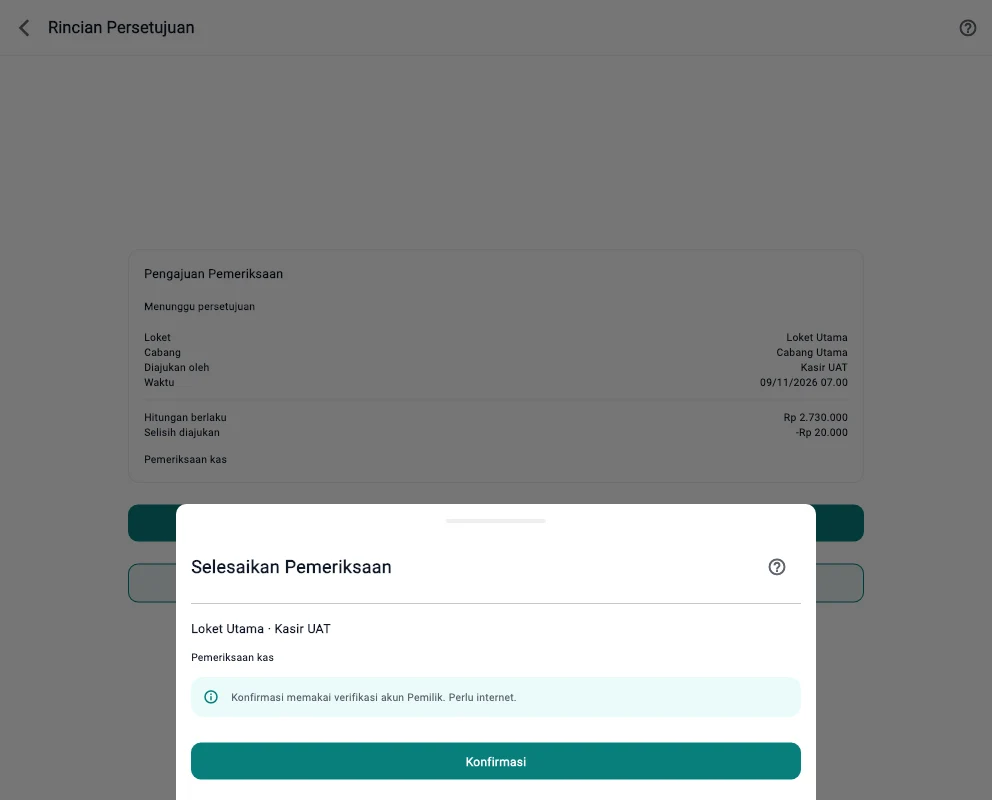 Rincian Persetujuan
Pengajuan Pemeriksaan
Menunggu persetujuan
Loket Loket Utama
Cabang Cabang Utama
Diajukan oleh Kasir UAT
Waktu 09/11/2026 07.00
Hitungan berlaku Rp 2.730.000
Selisih diajukan -Rp 20.000
Pemeriksaan kas
Selesaikan Pemeriksaan
Loket Utama · Kasir UAT
Pemeriksaan kas
Konfirmasi memakai verifikasi akun Pemilik. Perlu internet.
Konfirmasi